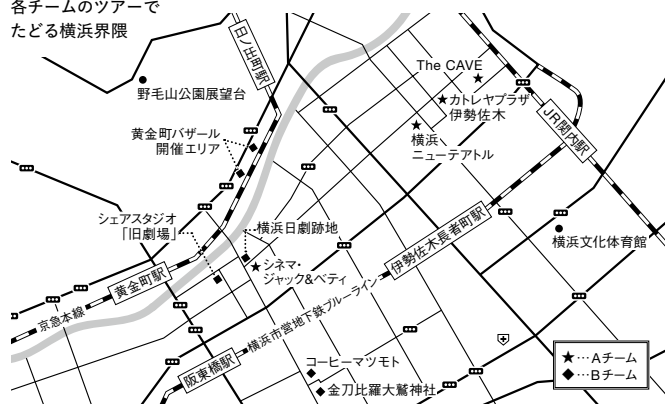 各チームのツアーで
たどる横浜界隈
日ノ出町駅
The CAVE
野毛山公園展望台
カトレヤプラザ
伊勢佐木
横浜
ニューテアトル
JR関内駅
黄金町バザール
開催エリア
シェアスタジオ
「旧劇場」
横浜日劇跡地
シネマ・
ジャック&ベティ
伊勢佐木長者町駅
横浜文化体育館
黄金町駅
京急本線
横浜市営地下鉄ブルーライン
阪東橋駅
コーヒーマツモト
金刀比羅大鷲神社
★…Aチーム
◆…Bチーム